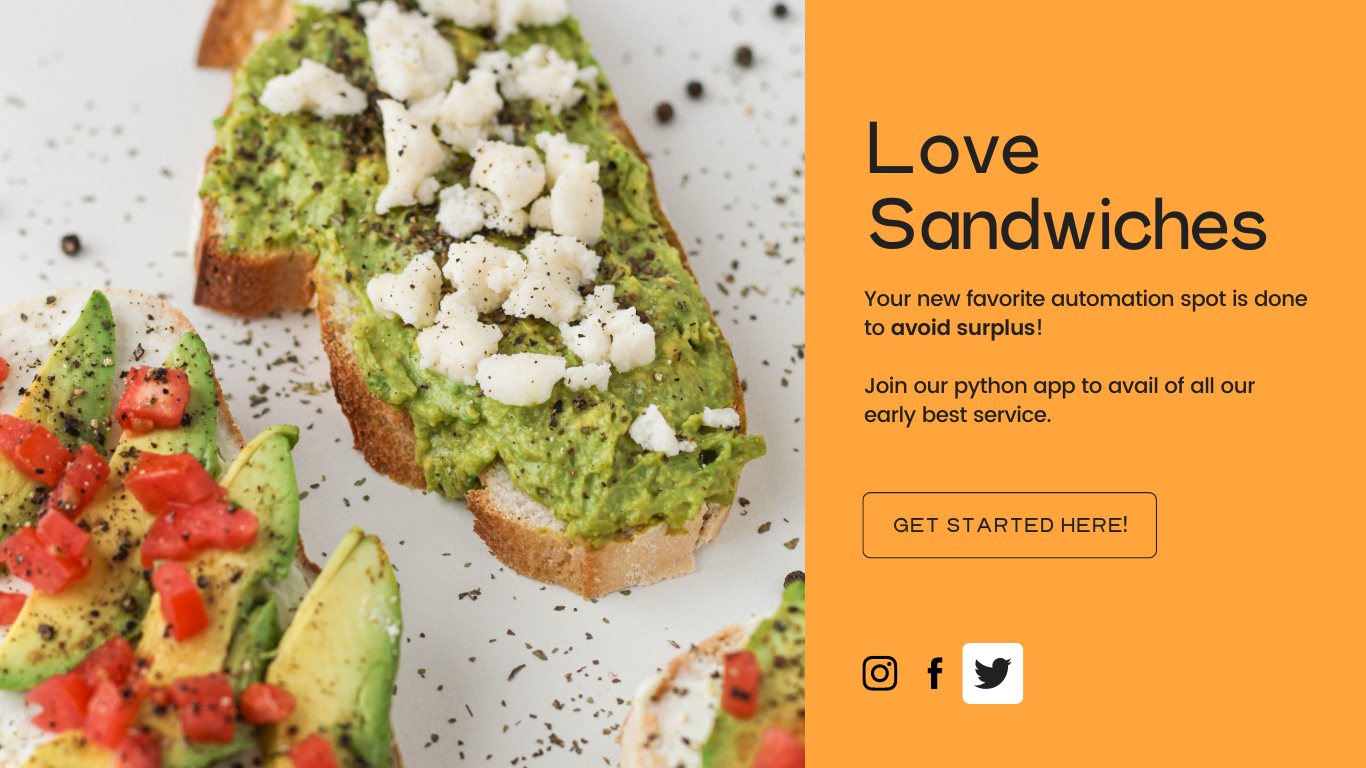 Love
Sandwiches
Your new favorite automation spot is done
to avoid surplus!
Join our python app to avail of all our
early best service.
GET STARTED HERE!